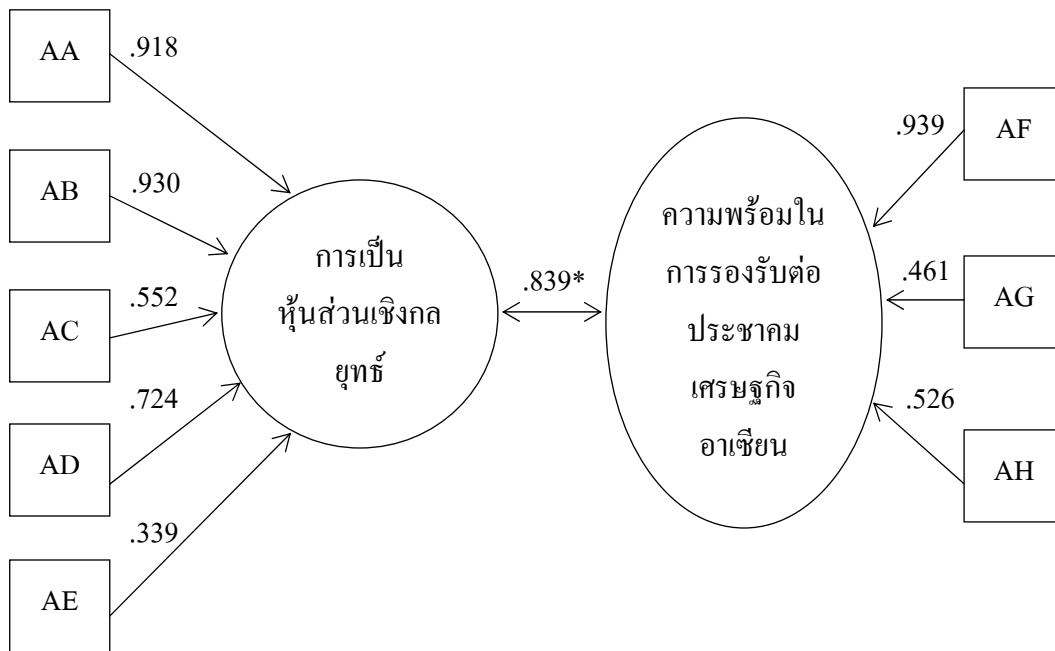 AA
.918
AB
.930
AC
.552
AD
.724
AE
.339
การเป็น
หุ้นส่วนเชิงกล
ยุทธ์
.839*
ความพร้อมใน
การรองรับต่อ
ประชาคม
เศรษฐกิจ
อาเซียน
.939
AF
.461
AG
.526
AH